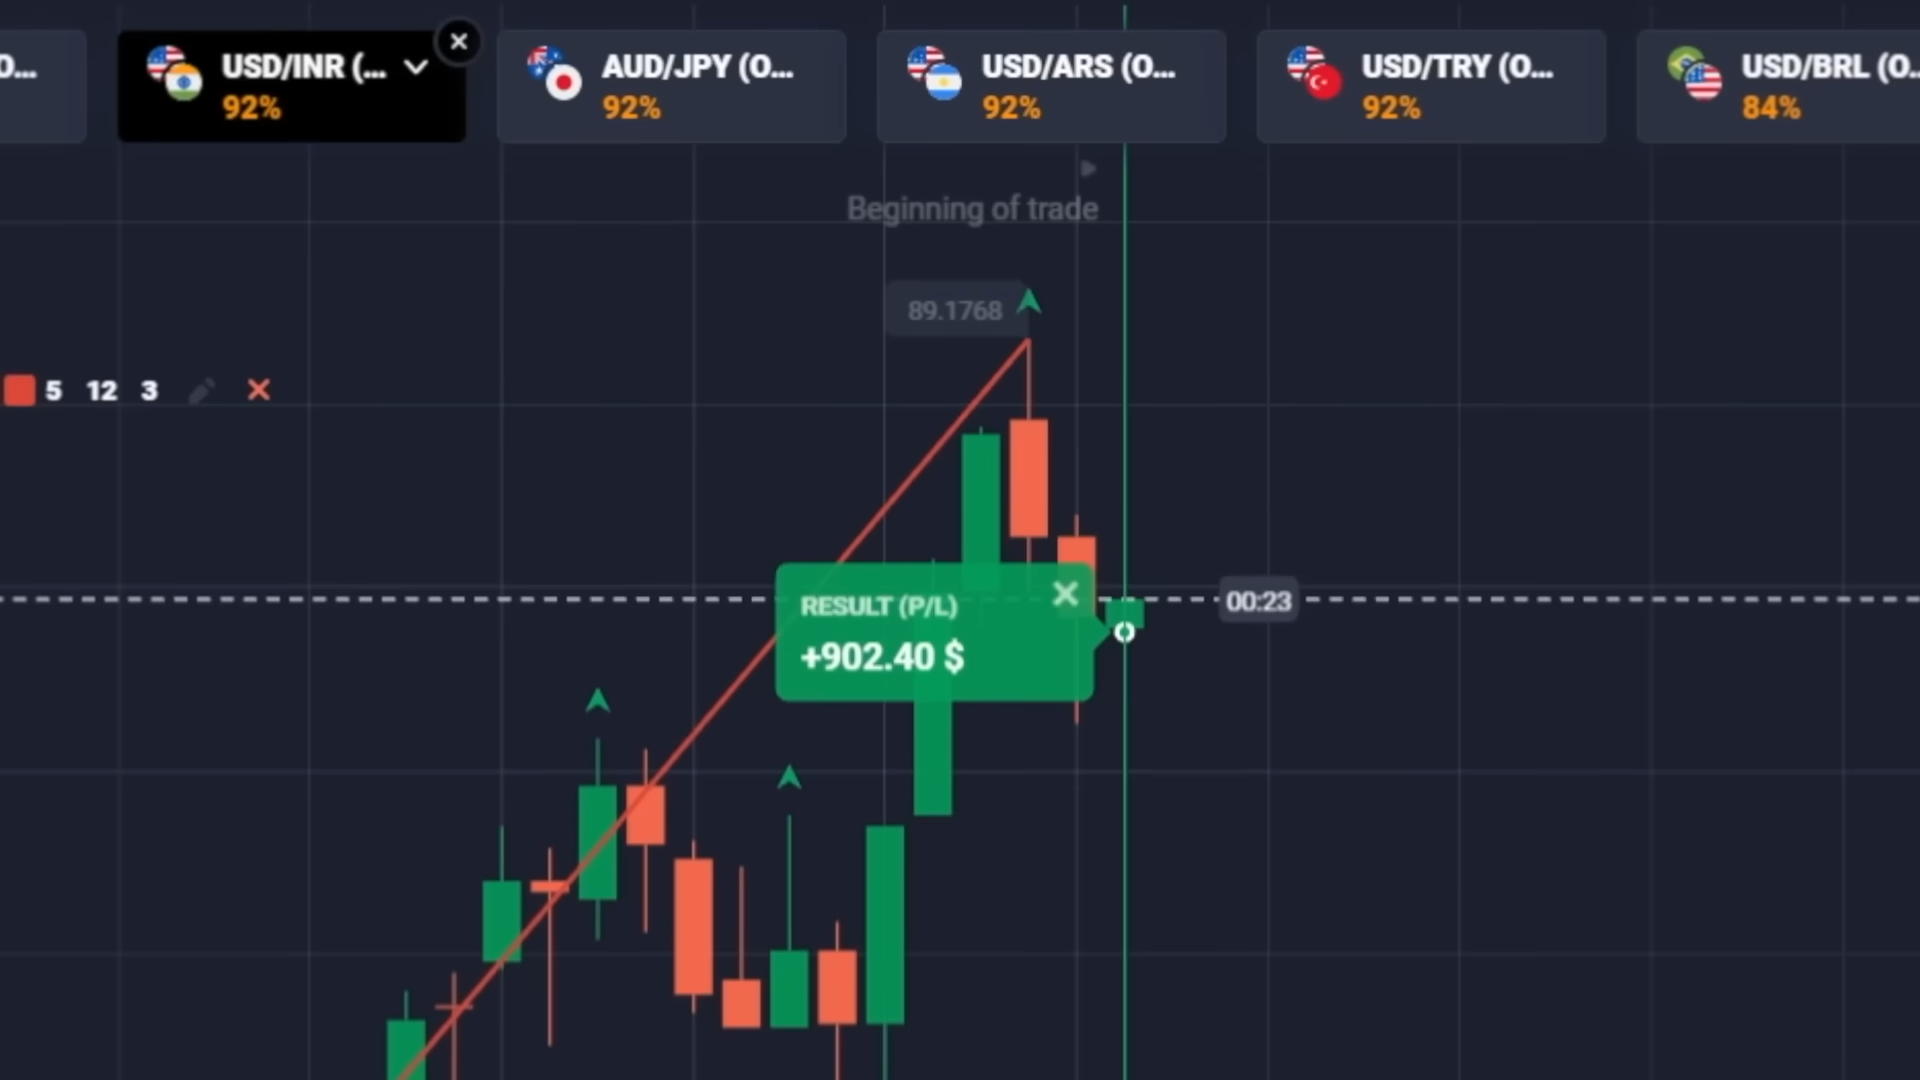 O...
USD/INR (...
92%
AUD/JPY (O...
92%
USD/ARS (O...
92%
USD/TRY (O...
92%
USD/BRL (O...
84%
Beginning of trade
89.1768
5 12 3
RESULT (P/L)
+902.40 $
00:23